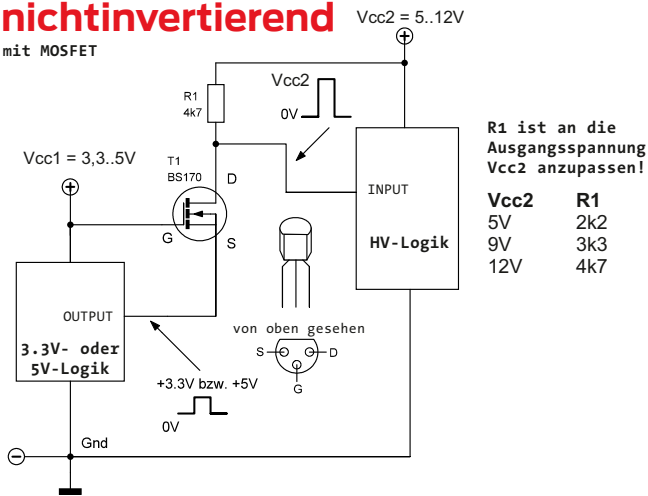 nichtinvertierend
mit MOSFET
Vcc2 = 5..12V
Vcc2
0V
R1
4k7
Vcc1 = 3,3..5V
T1
BS170
D
G
S
INPUT
HV-Logik
R1 ist an die
Ausgangsspannung
Vcc2 anzupassen!
Vcc2 R1
5V 2k2
9V 3k3
12V 4k7
OUTPUT
3.3V- oder
5V-Logik
von oben gesehen
S D
G
+3.3V bzw. +5V
0V
Gnd